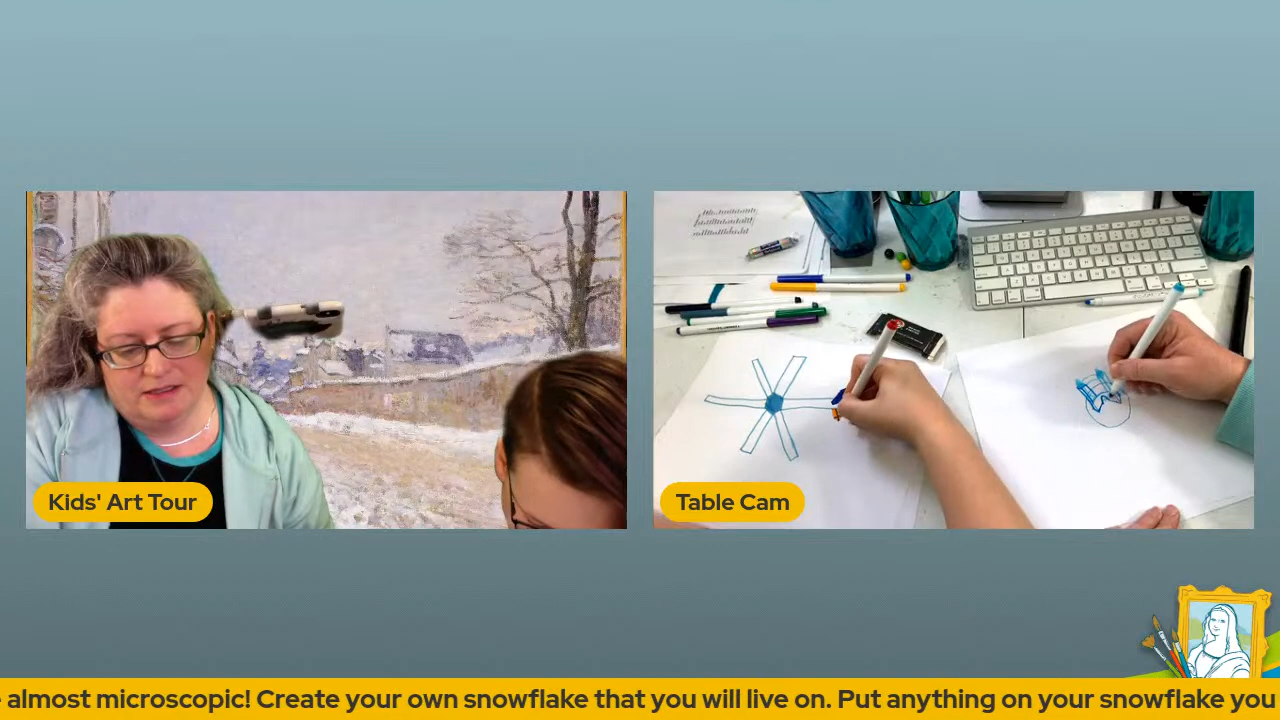 Kids' Art Tour
Table Cam
almost microscopic! Create your own snowflake that you will live on. Put anything on your snowflake you